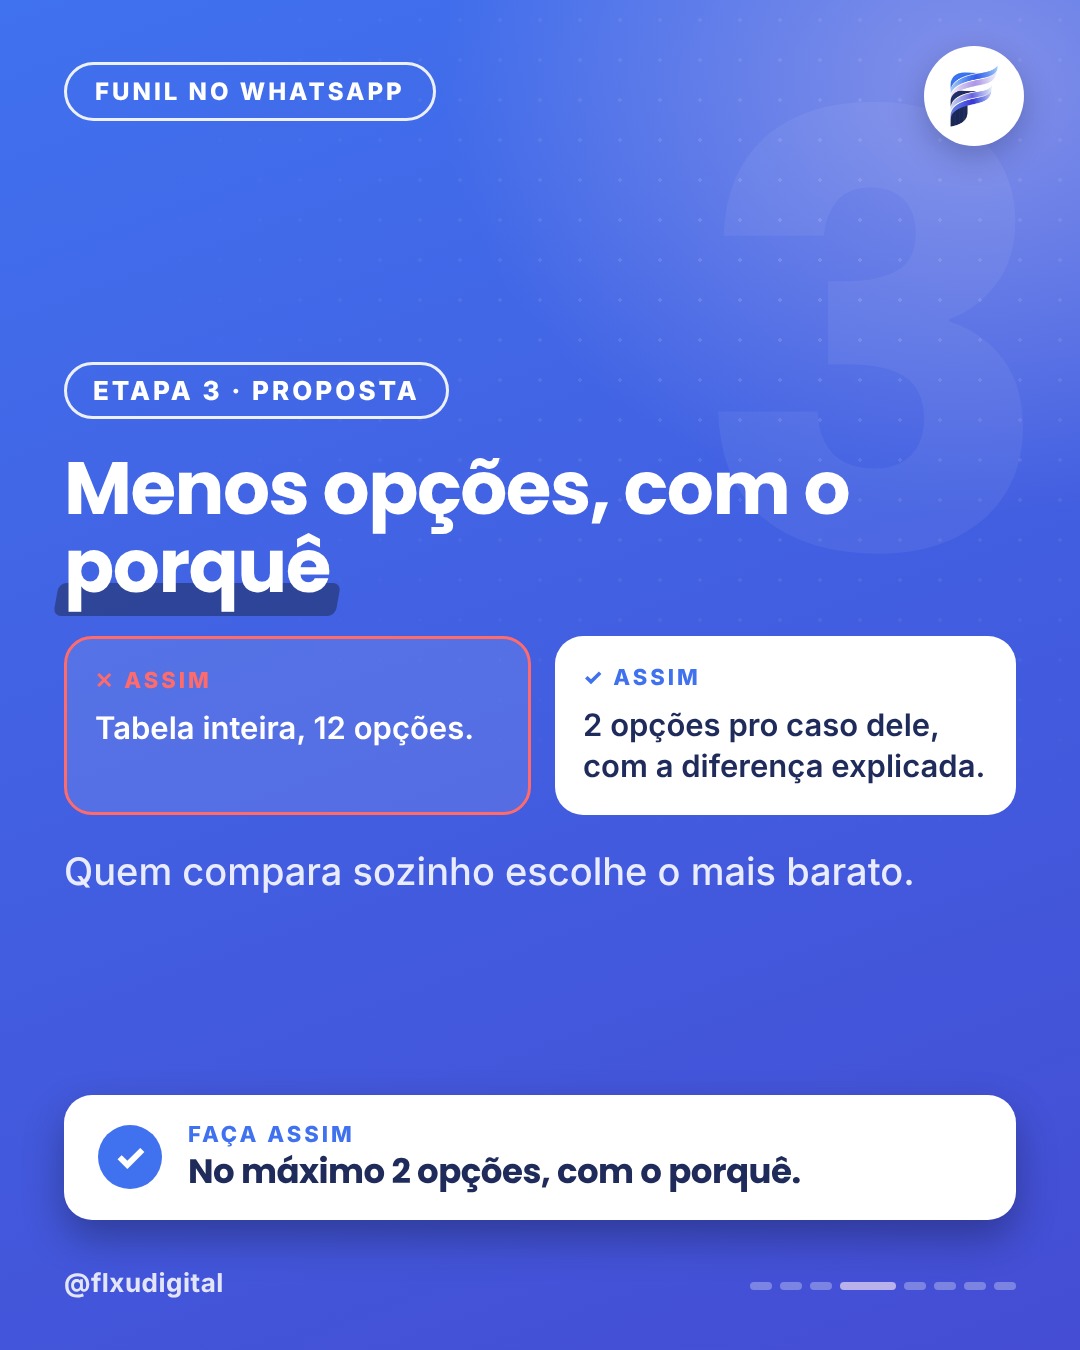 FUNIL NO WHATSAPP
3
ETAPA 3 · PROPOSTA
Menos opções, com o
porquê
✕ ASSIM
Tabela inteira, 12 opções.
✓ ASSIM
2 opções pro caso dele,
com a diferença explicada.
Quem compara sozinho escolhe o mais barato.
FAÇA ASSIM
No máximo 2 opções, com o porquê.
@flxudigital